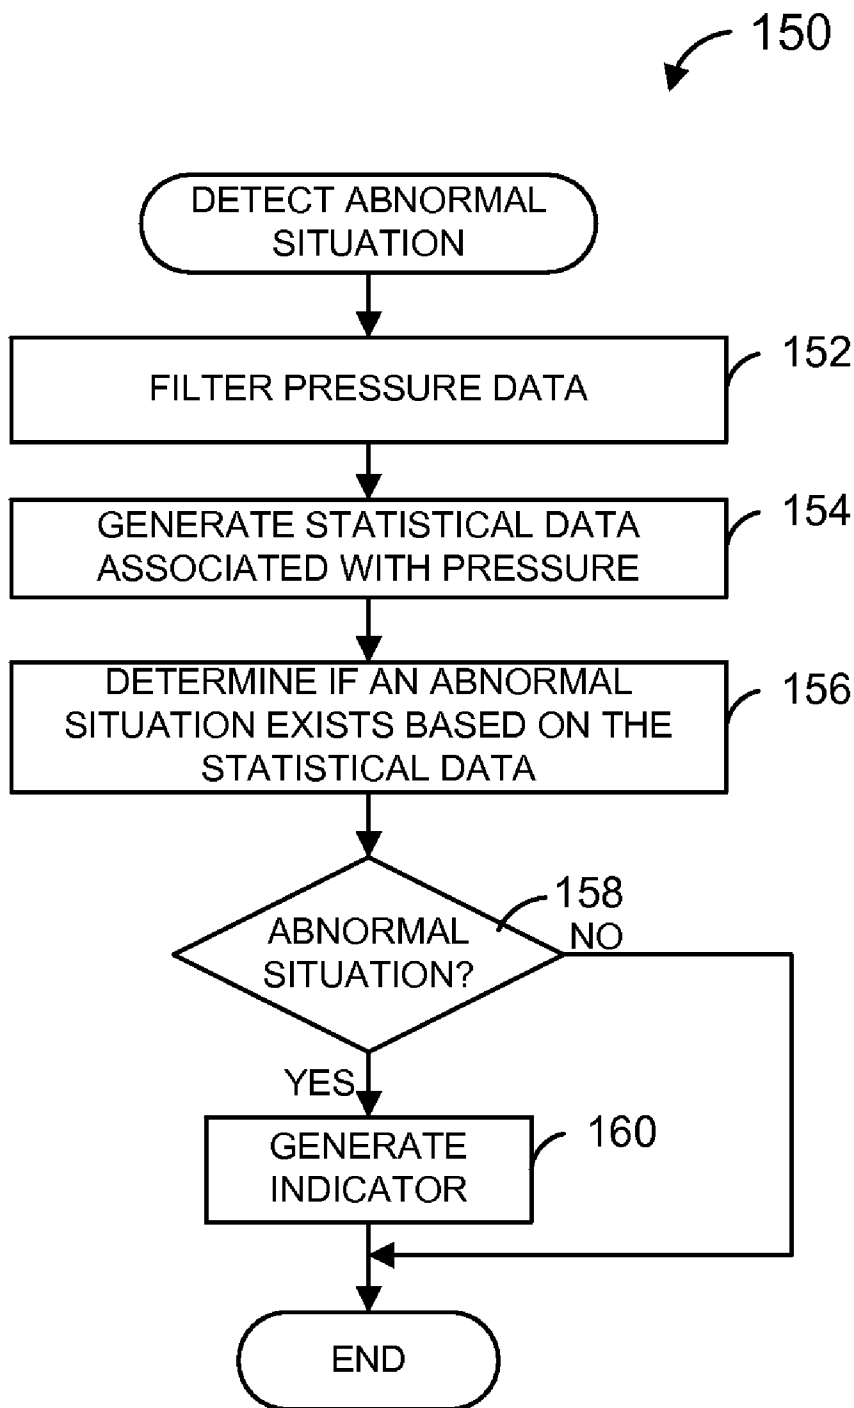 150
DETECT ABNORMAL
SITUATION
152
FILTER PRESSURE DATA
154
GENERATE STATISTICAL DATA
ASSOCIATED WITH PRESSURE
156
DETERMINE IF AN ABNORMAL
SITUATION EXISTS BASED ON THE
STATISTICAL DATA
158
ABNORMAL
SITUATION?
NO
YES
160
GENERATE
INDICATOR
END